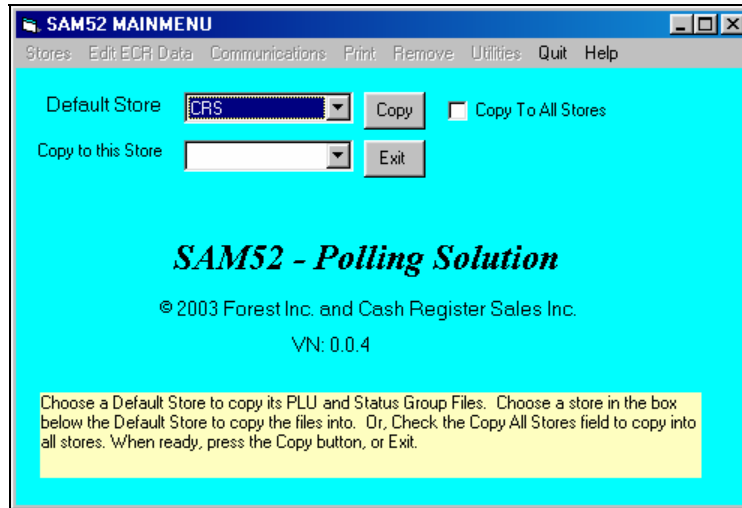 SAM52 MAINMENU
Stores Edit ECR Data Communications Print Remove Utilities Quit Help
Default Store CRS Copy Copy To All Stores
Copy to this Store Exit
SAM52 - Polling Solution
© 2003 Forest Inc. and Cash Register Sales Inc.
VN: 0.0.4
Choose a Default Store to copy its PLU and Status Group Files. Choose a store in the box
below the Default Store to copy the files into. Or, Check the Copy All Stores field to copy into
all stores. When ready, press the Copy button, or Exit.